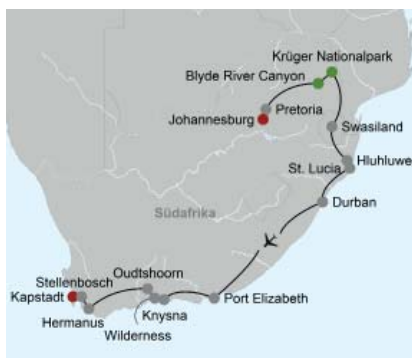 Krüger Nationalpark
Blyde River Canyon
Pretoria
Johannesburg
Swasiland
Hluhluwe
St. Lucia
Durban
Südafrika
Oudtshoorn
Stellenbosch
Kapstadt
Port Elizabeth
Knysna
Hermanus
Wilderness